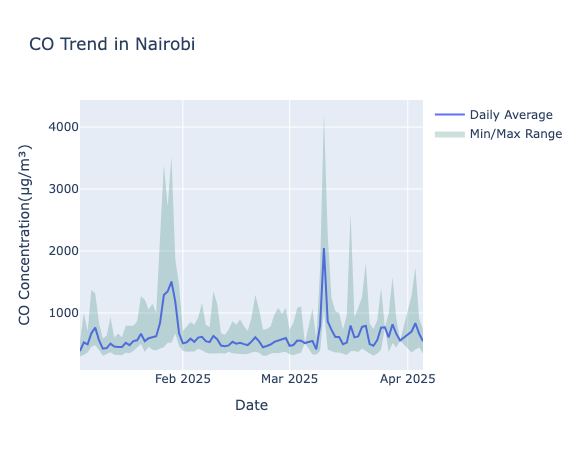 CO Trend in Nairobi
Daily Average
Min/Max Range
4000
3000
2000
1000
CO Concentration(µg/m³)
Feb 2025
Mar 2025
Apr 2025
Date